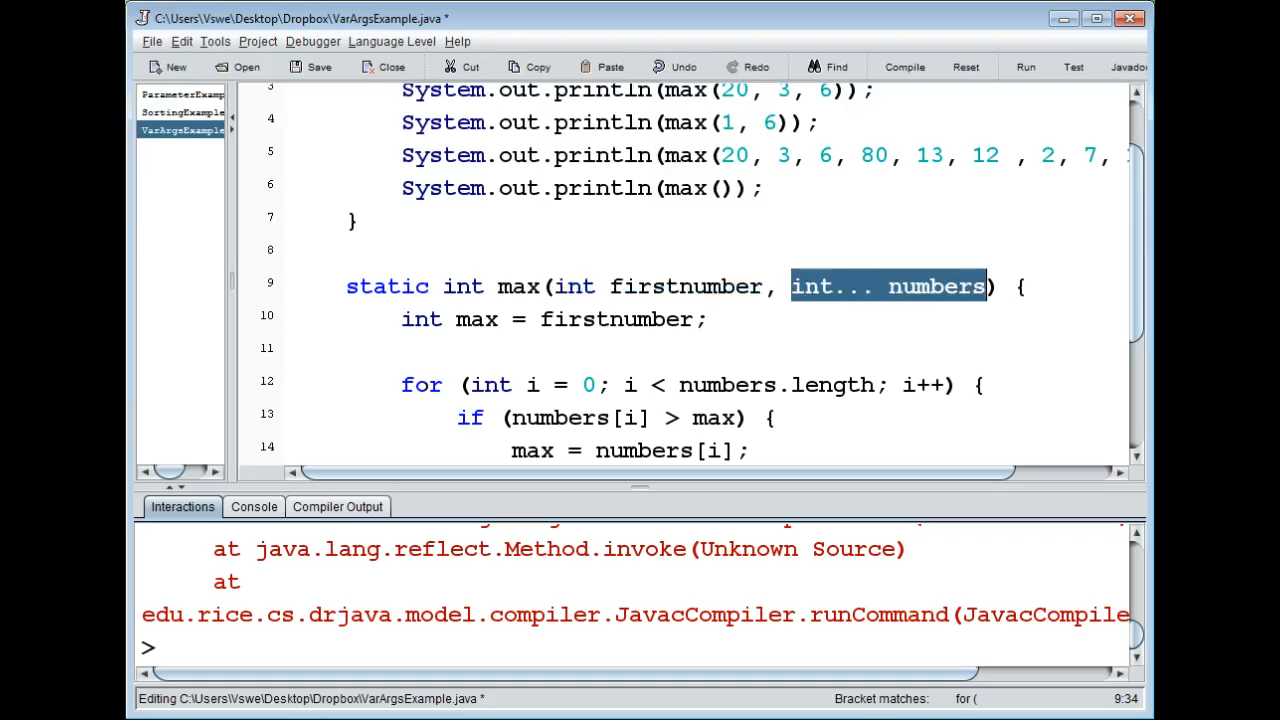 C:\Users\Vswe\Desktop\Dropbox\VarArgsExample.java *
File Edit Tools Project Debugger Language Level Help
New Open Save Close Cut Copy Paste Undo Redo Find Compile Reset Run Test Javado
ParameterExamp
SortingExample
VarArgsExample
3 System.out.println(max(20, 3, 6));
4 System.out.println(max(1, 6));
5 System.out.println(max(20, 3, 6, 80, 13, 12 , 2, 7,
6 System.out.println(max());
7 }
8
9 static int max(int firstnumber, int... numbers) {
10 int max = firstnumber;
11
12 for (int i = 0; i < numbers.length; i++) {
13 if (numbers[i] > max) {
14 max = numbers[i];
Interactions Console Compiler Output
at java.lang.reflect.Method.invoke(Unknown Source)
at
edu.rice.cs.drjava.model.compiler.JavacCompiler.runCommand(JavacCompile
>
Editing C:\Users\Vswe\Desktop\Dropbox\VarArgsExample.java * Bracket matches: for ( 9:34